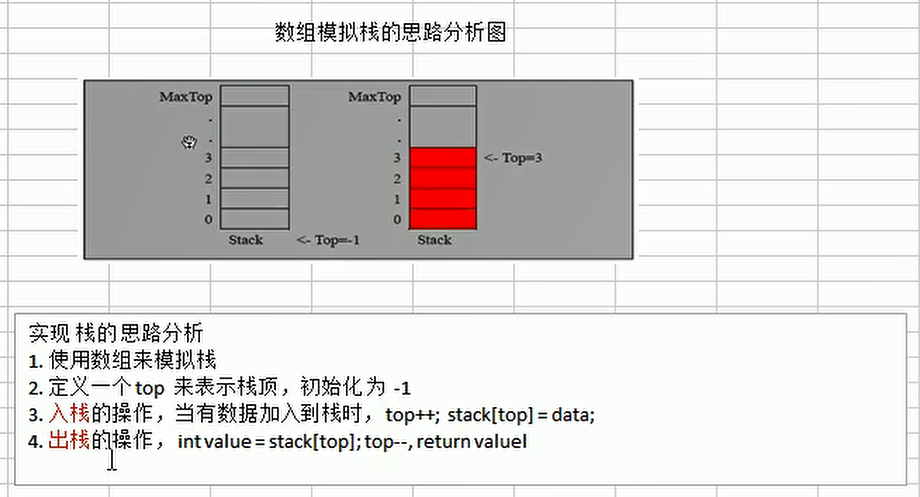 数组模拟栈的思路分析图
MaxTop MaxTop
. .
. .
3 3 <- Top=3
2 2
1 1
0 0
Stack <- Top=-1 Stack
实现 栈的思路分析
1. 使用数组来模拟栈
2. 定义一个 top 来表示栈顶，初始化 为 -1
3. 入栈的操作，当有数据加入到栈时，top++; stack[top] = data;
4. 出栈的操作，int value = stack[top]; top--, return valuel